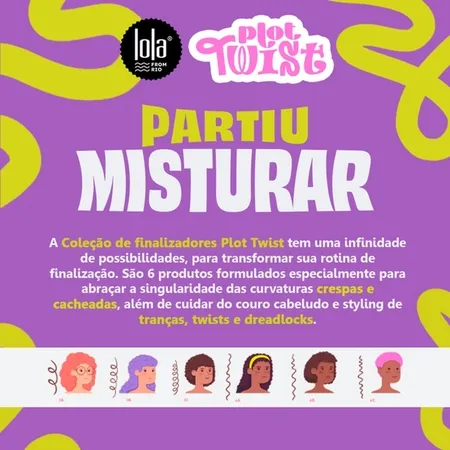 lola®
FROM
RIO
plot
TWIST
PARTIU
MISTURAR
A Coleção de finalizadores Plot Twist tem uma infinidade
de possibilidades, para transformar sua rotina de
finalização. São 6 produtos formulados especialmente para
abraçar a singularidade das curvaturas crespas e
cacheadas, além de cuidar do couro cabeludo e styling de
tranças, twists e dreadlocks.